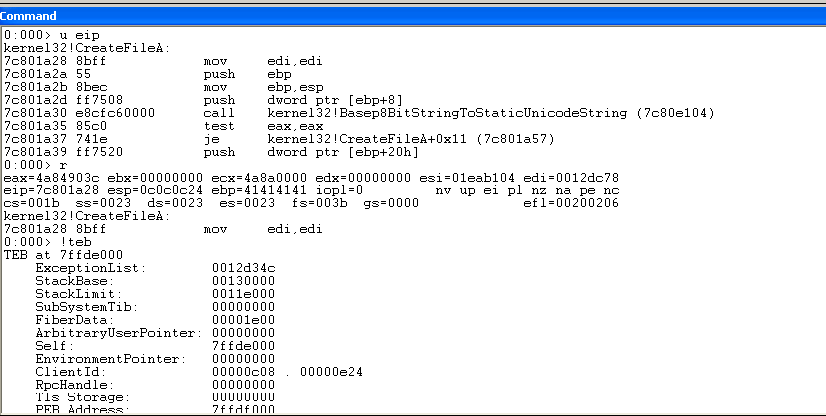 Command
0:000> u eip
kernel32!CreateFileA:
7c801a28 8bff mov edi,edi
7c801a2a 55 push ebp
7c801a2b 8bec mov ebp,esp
7c801a2d ff7508 push dword ptr [ebp+8]
7c801a30 e8cfc60000 call kernel32!Basep8BitStringToStaticUnicodeString (7c80e104)
7c801a35 85c0 test eax,eax
7c801a37 741e je kernel32!CreateFileA+0x11 (7c801a57)
7c801a39 ff7520 push dword ptr [ebp+20h]
0:000> r
eax=4a84903c ebx=00000000 ecx=4a8a0000 edx=00000000 esi=01eab104 edi=0012dc78
eip=7c801a28 esp=0c0c0c24 ebp=41414141 iopl=0 nv up ei pl nz na pe nc
cs=001b ss=0023 ds=0023 es=0023 fs=003b gs=0000 efl=00200206
kernel32!CreateFileA:
7c801a28 8bff mov edi,edi
0:000> !teb
TEB at 7ffde000
ExceptionList: 0012d34c
StackBase: 00130000
StackLimit: 0011e000
SubSystemTib: 00000000
FiberData: 00001e00
ArbitraryUserPointer: 00000000
Self: 7ffde000
EnvironmentPointer: 00000000
ClientId: 00000c08 . 00000e24
RpcHandle: 00000000
Tls Storage: 00000000
PEB Address: 7ffdf000